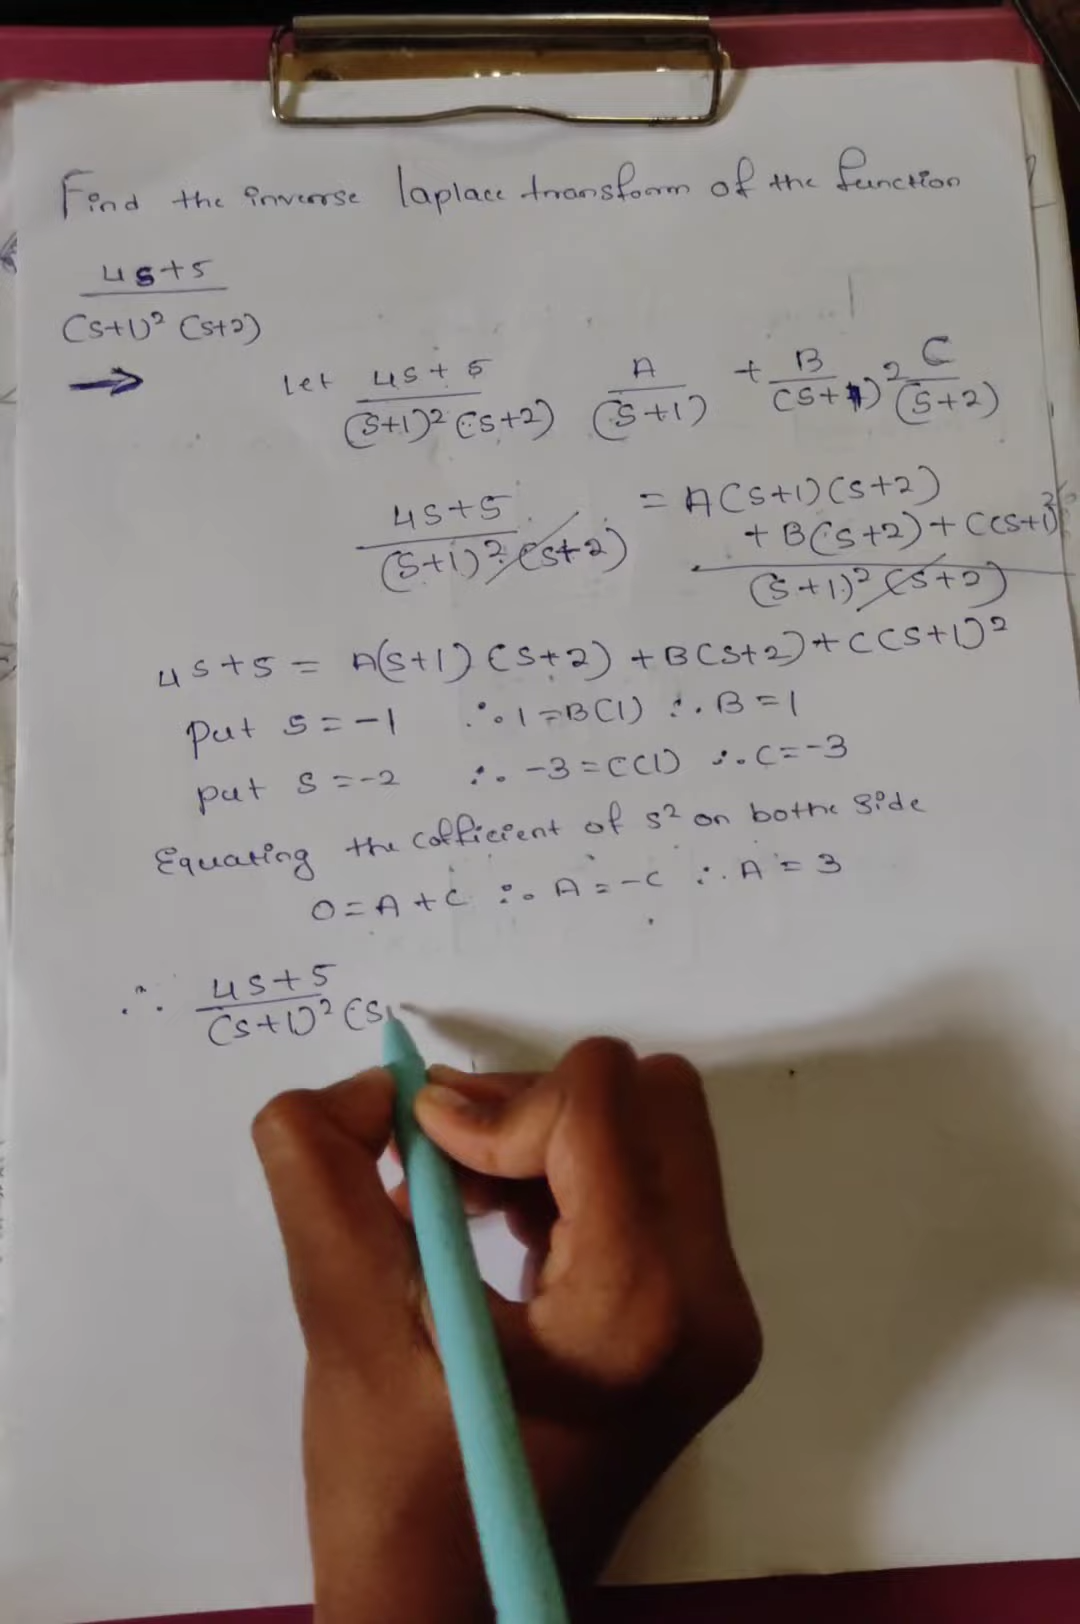 Find the inverse laplace transform of the function
4s+5
(s+1)² (s+2)
→ Let 4s+5 A + B C
(s+1)² (s+2) (s+1) (s+1)² (s+2)
4s+5 = A(s+1)(s+2)
+ B(s+2) + C(s+1)²
(s+1)² (s+2) (s+1)² (s+2)
4s+5 = A(s+1) (s+2) + B(s+2) + C(s+1)²
put s = -1 ∴ 1 = B(1) ∴ B = 1
put s = -2 ∴ -3 = C(1) ∴ C = -3
Equating the cofficient of s² on bothe side
0 = A + C ∴ A = -C ∴ A = 3
∴ 4s+5
(s+1)² (s